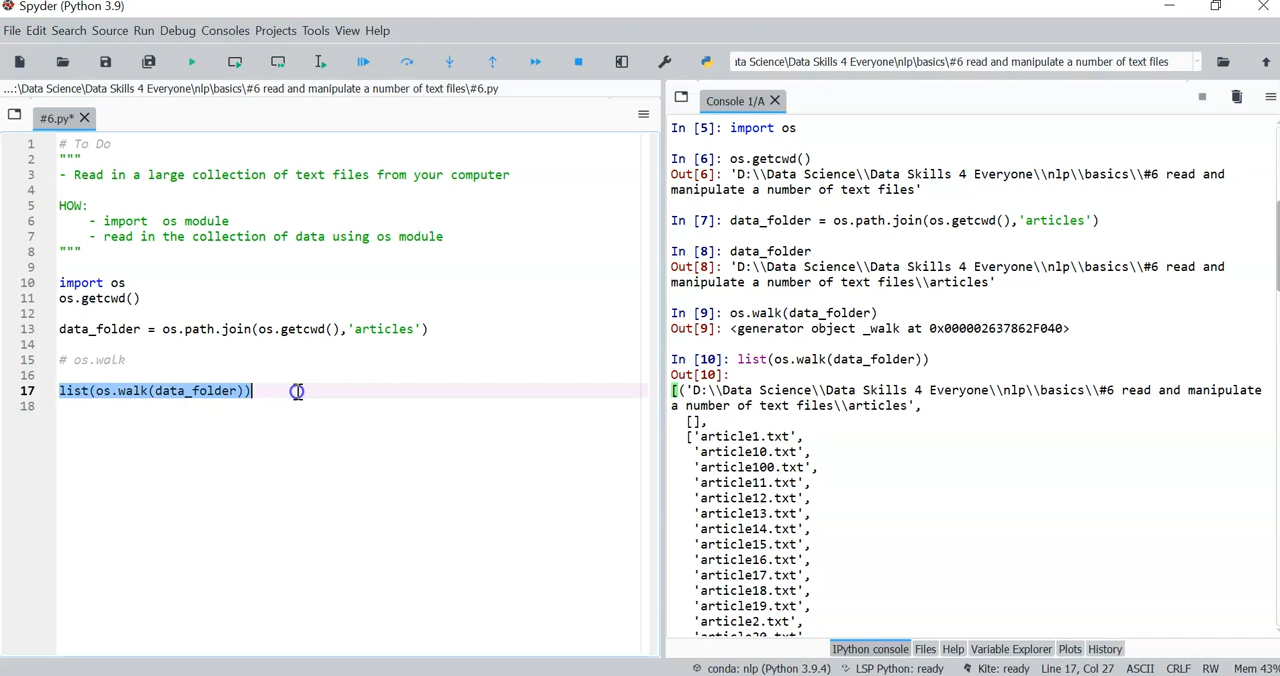 Spyder (Python 3.9)
File Edit Search Source Run Debug Consoles Projects Tools View Help
ıta Science\Data Skills 4 Everyone\nlp\basics\#6 read and manipulate a number of text files
...:\Data Science\Data Skills 4 Everyone\nlp\basics\#6 read and manipulate a number of text files\#6.py
#6.py*
1 # To Do
2 """
3 - Read in a large collection of text files from your computer
4
5 HOW:
6 - import  os module
7 - read in the collection of data using os module
8 """
9
10 import os
11 os.getcwd()
12
13 data_folder = os.path.join(os.getcwd(),'articles')
14
15 # os.walk
16
17 list(os.walk(data_folder))
18
Console 1/A
In [5]: import os
In [6]: os.getcwd()
Out[6]: 'D:\\Data Science\\Data Skills 4 Everyone\\nlp\\basics\\#6 read and
manipulate a number of text files'
In [7]: data_folder = os.path.join(os.getcwd(),'articles')
In [8]: data_folder
Out[8]: 'D:\\Data Science\\Data Skills 4 Everyone\\nlp\\basics\\#6 read and
manipulate a number of text files\\articles'
In [9]: os.walk(data_folder)
Out[9]: <generator object _walk at 0x000002637862F040>
In [10]: list(os.walk(data_folder))
Out[10]:
[('D:\\Data Science\\Data Skills 4 Everyone\\nlp\\basics\\#6 read and manipulate
a number of text files\\articles',
[],
['article1.txt',
'article10.txt',
'article100.txt',
'article11.txt',
'article12.txt',
'article13.txt',
'article14.txt',
'article15.txt',
'article16.txt',
'article17.txt',
'article18.txt',
'article19.txt',
'article2.txt',
'article20.txt'
IPython console Files Help Variable Explorer Plots History
conda: nlp (Python 3.9.4) LSP Python: ready Kite: ready Line 17, Col 27 ASCII CRLF RW Mem 43%